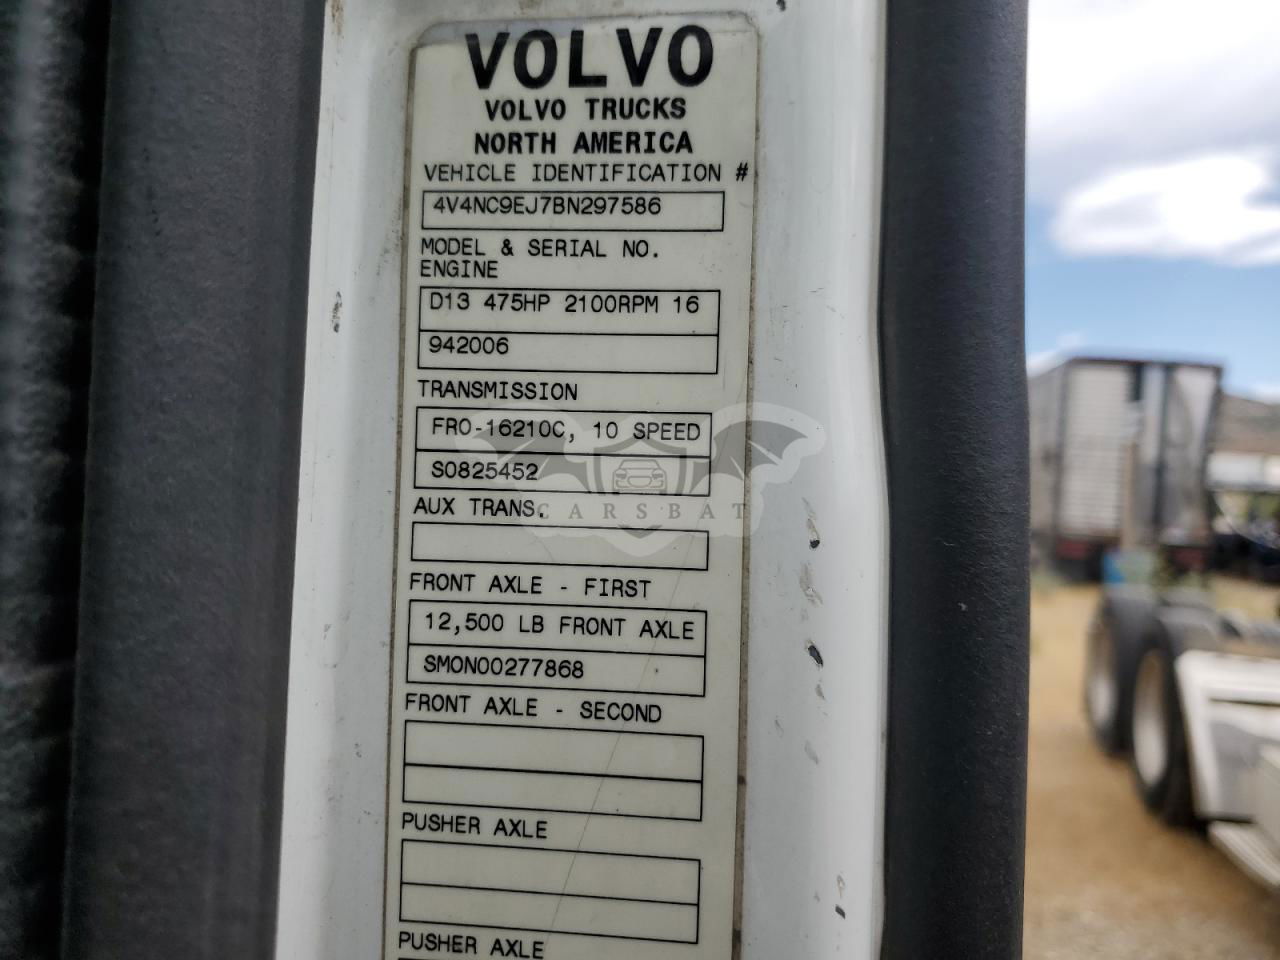 VOLVO
VOLVO TRUCKS
NORTH AMERICA
VEHICLE IDENTIFICATION #
4V4NC9EJ7BN297586
MODEL & SERIAL NO.
ENGINE
D13 475HP 2100RPM 16
942006
TRANSMISSION
FRO-16210C, 10 SPEED
S0825452
AUX TRANS.
CARSBAT
FRONT AXLE - FIRST
12,500 LB FRONT AXLE
SMON00277868
FRONT AXLE - SECOND
PUSHER AXLE
PUSHER AXLE